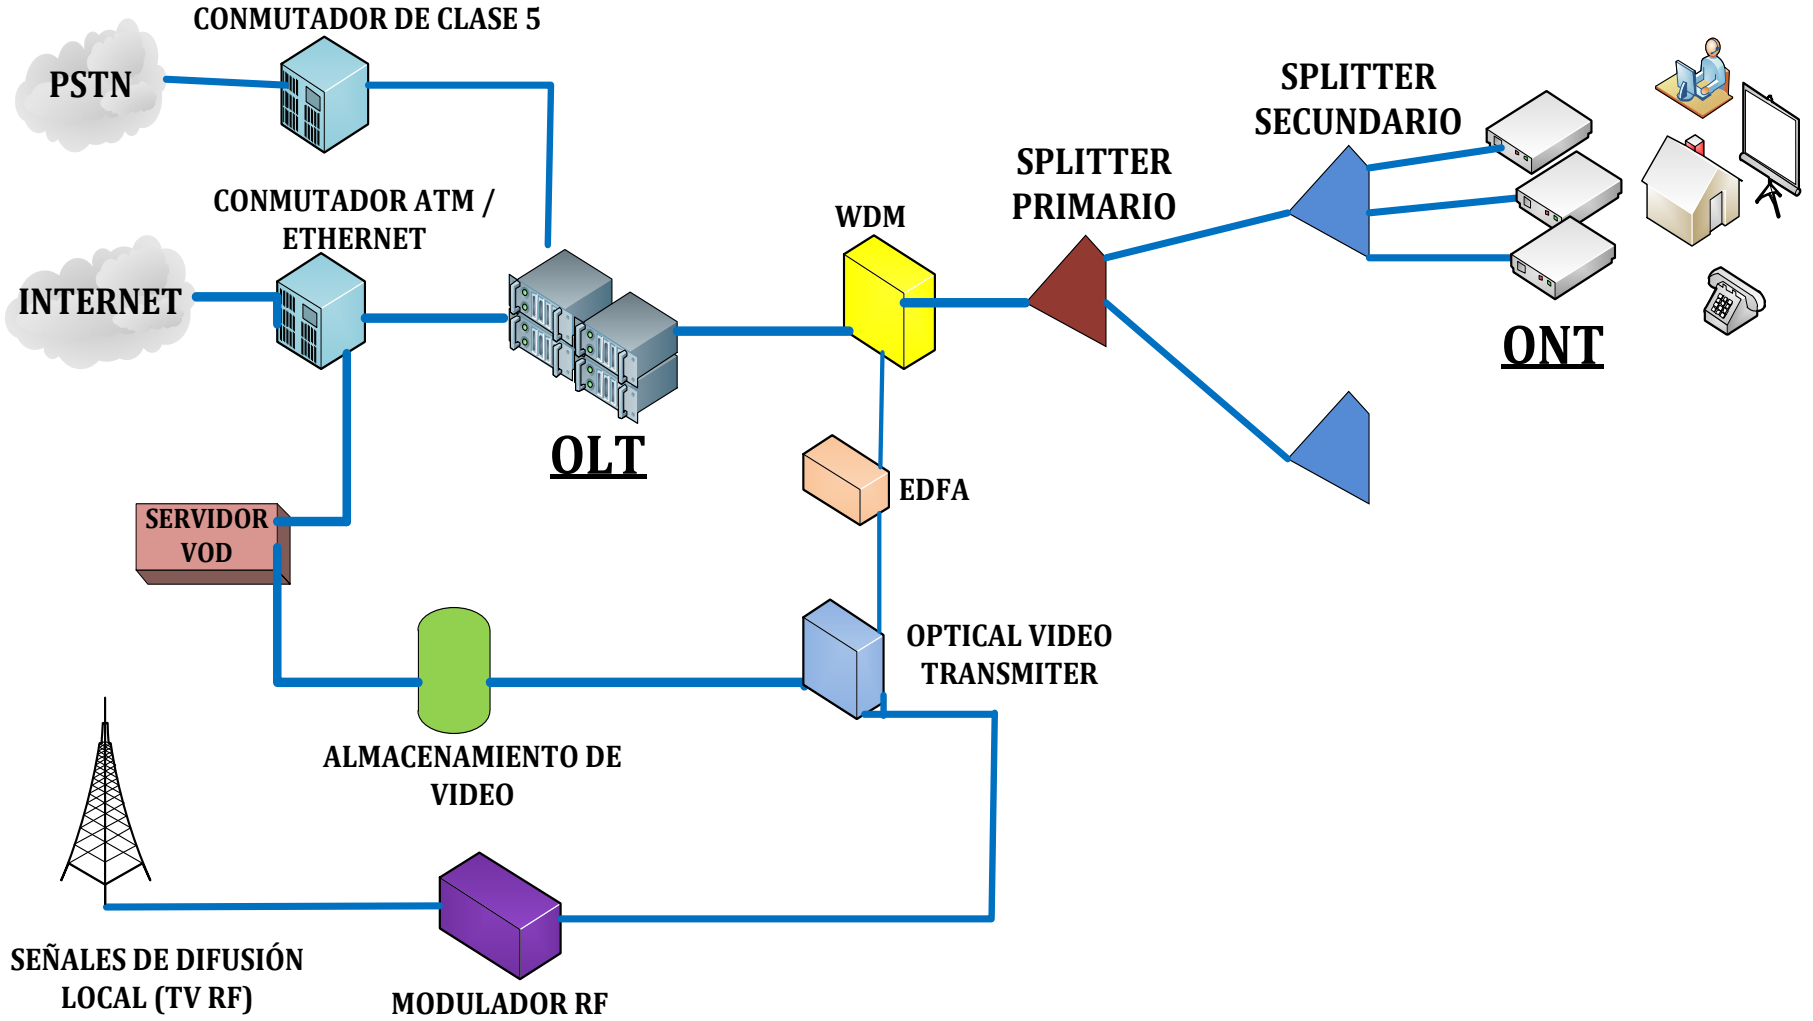 CONMUTADOR DE CLASE 5
PSTN
CONMUTADOR ATM /
ETHERNET
INTERNET
OLT
WDM
SPLITTER
PRIMARIO
SPLITTER
SECUNDARIO
ONT
EDFA
SERVIDOR
VOD
OPTICAL VIDEO
TRANSMITER
ALMACENAMIENTO DE
VIDEO
SEÑALES DE DIFUSIÓN
LOCAL (TV RF)
MODULADOR RF